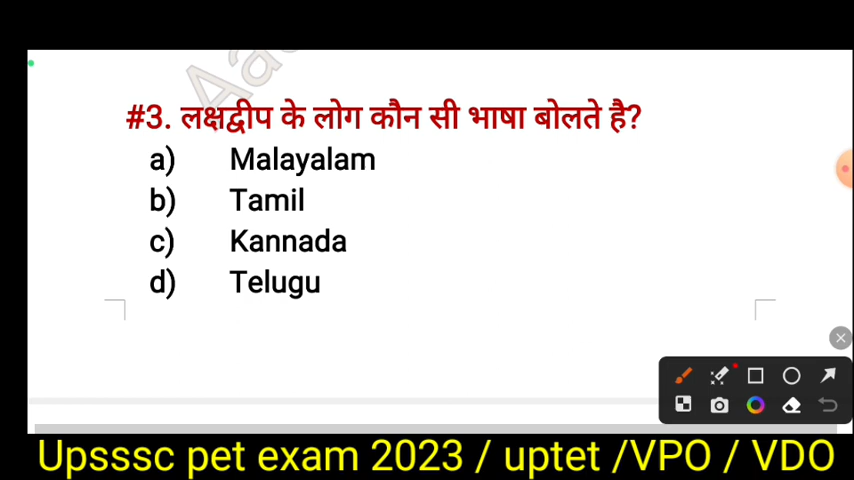 #3. लक्षद्वीप के लोग कौन सी भाषा बोलते है?
a) Malayalam
b) Tamil
c) Kannada
d) Telugu
Upsssc pet exam 2023 / uptet /VPO / VDO